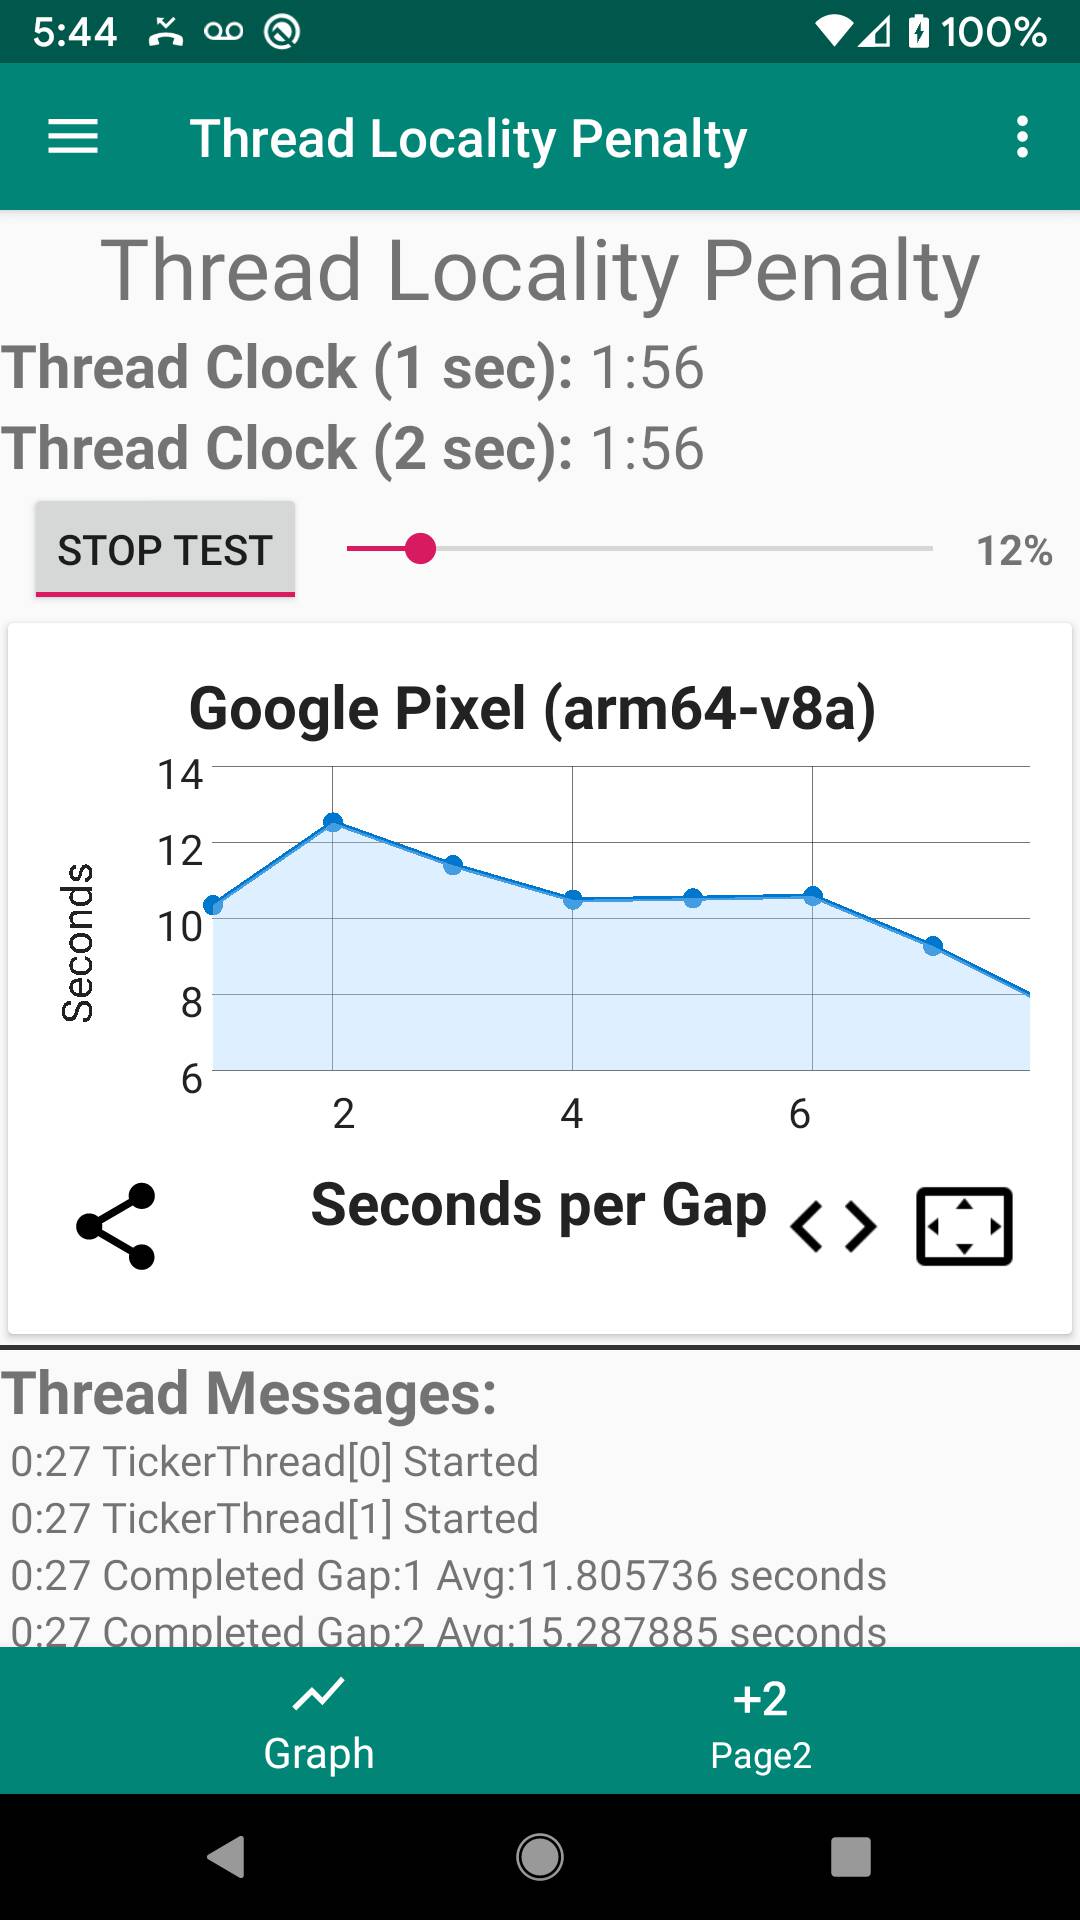 5:44 100%
Thread Locality Penalty
Thread Locality Penalty
Thread Clock (1 sec): 1:56
Thread Clock (2 sec): 1:56
STOP TEST 12%
Google Pixel (arm64-v8a)
14
12
10
8
6
Seconds
2 4 6
Seconds per Gap
Thread Messages:
0:27 TickerThread[0] Started
0:27 TickerThread[1] Started
0:27 Completed Gap:1 Avg:11.805736 seconds
0:27 Completed Gap:2 Avg:15.287885 seconds
+2
Graph Page2